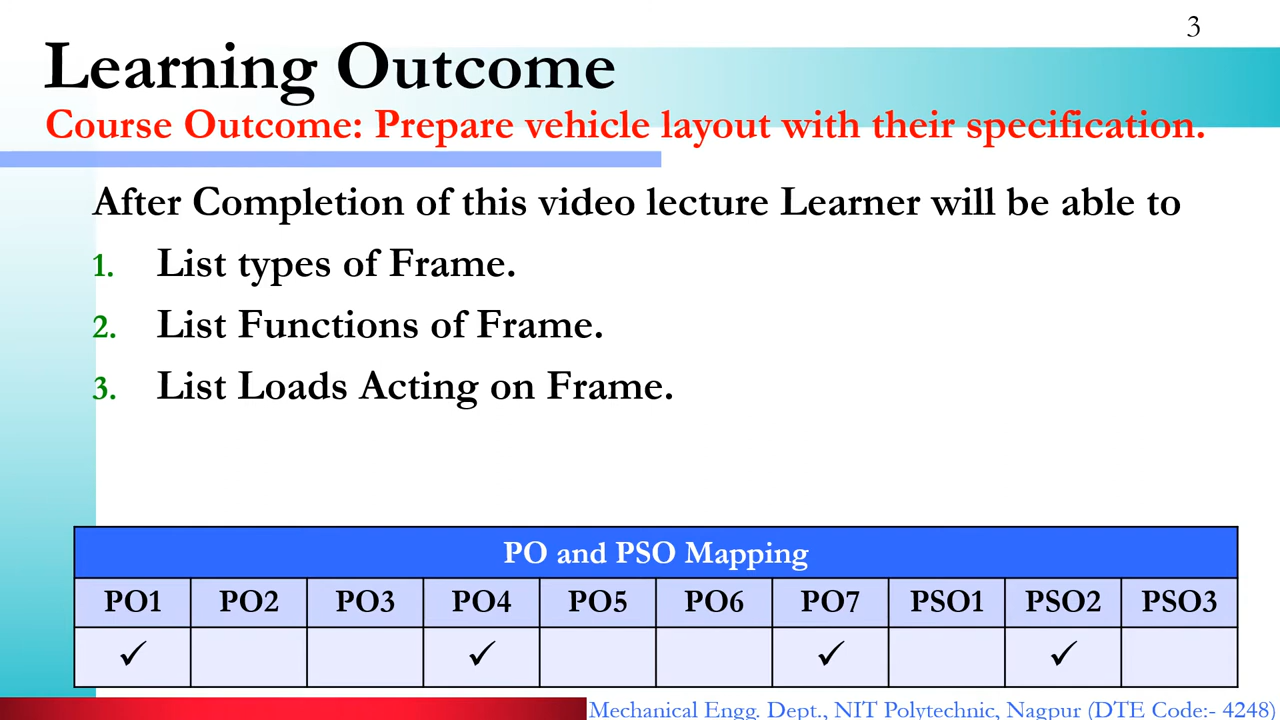 3
Learning Outcome
Course Outcome: Prepare vehicle layout with their specification.
After Completion of this video lecture Learner will be able to
1. List types of Frame.
2. List Functions of Frame.
3. List Loads Acting on Frame.
PO and PSO Mapping
PO1 PO2 PO3 PO4 PO5 PO6 PO7 PSO1 PSO2 PSO3
✓ ✓ ✓ ✓
Mechanical Engg. Dept., NIT Polytechnic, Nagpur (DTE Code:- 4248)